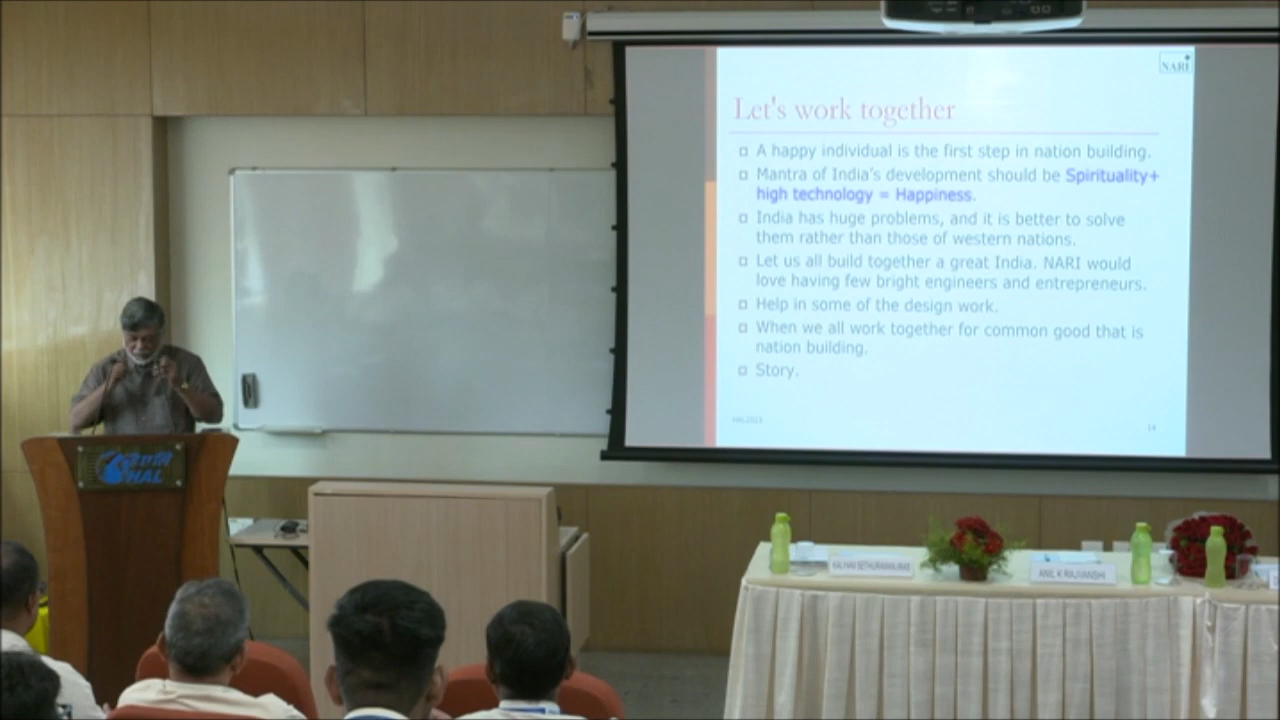 NARI
Let's work together
A happy individual is the first step in nation building.
Mantra of India's development should be Spirituality+
high technology = Happiness.
India has huge problems, and it is better to solve
them rather than those of western nations.
Let us all build together a great India. NARI would
love having few bright engineers and entrepreneurs.
Help in some of the design work.
When we all work together for common good that is
nation building.
Story.
14
एचएएल
HAL
ANIL K RAJVANSHI